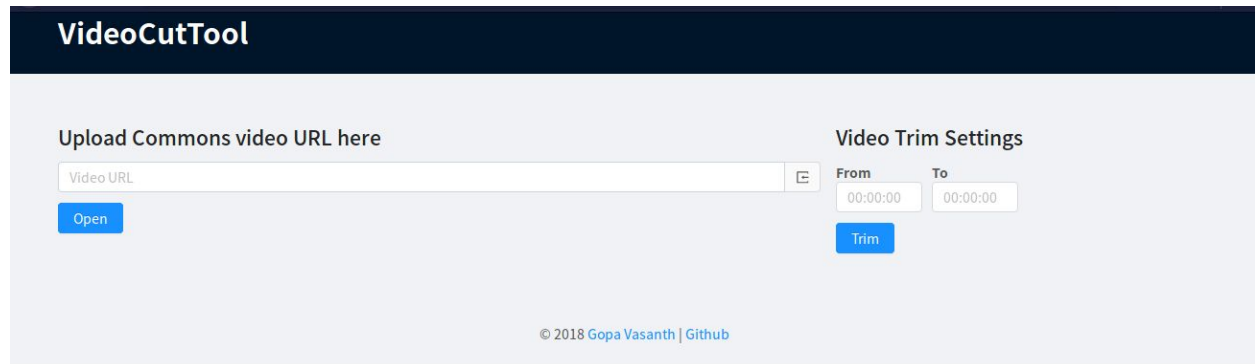 VideoCutTool
Upload Commons video URL here
Video URL
Open
Video Trim Settings
From To
00:00:00 00:00:00
Trim
© 2018 Gopa Vasanth | Github